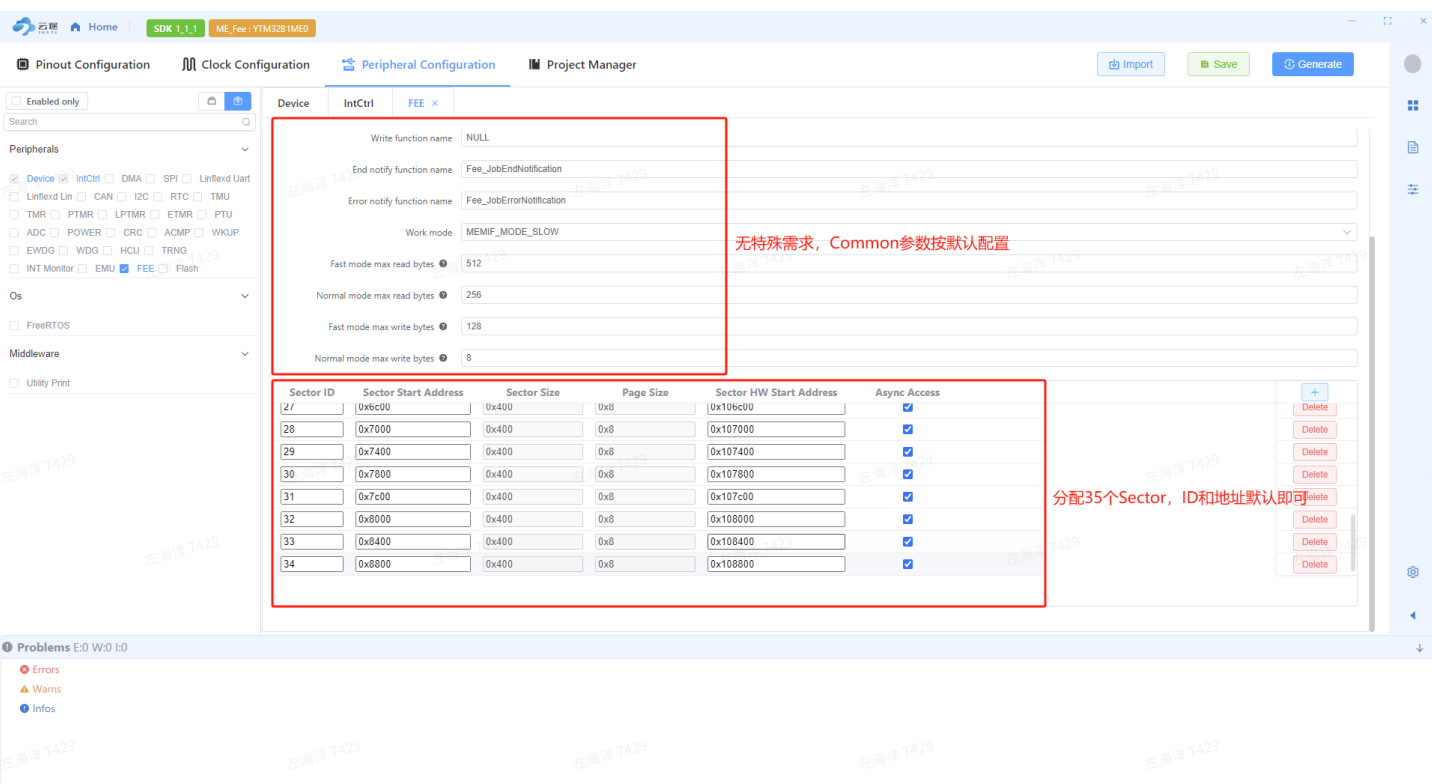 云途 Home SDK 1_1_1 ME_Fee : YTM32B1ME0
YUNTU
Pinout Configuration Clock Configuration Peripheral Configuration Project Manager Import Save Generate
Enabled only
Search
Peripherals
Device IntCtrl DMA SPI Linflexd Uart
Linflexd Lin CAN I2C RTC TMU
TMR PTMR LPTMR ETMR PTU
ADC POWER CRC ACMP WKUP
EWDG WDG HCU TRNG
INT Monitor EMU FEE Flash
Os
FreeRTOS
Middleware
Utility Print
Device IntCtrl FEE ×
Write function name NULL
End notify function name Fee_JobEndNotification
Error notify function name Fee_JobErrorNotification
Work mode MEMIF_MODE_SLOW
Fast mode max read bytes 512
Normal mode max read bytes 256
Fast mode max write bytes 128
Normal mode max write bytes 8
无特殊需求，Common参数按默认配置
Sector ID Sector Start Address Sector Size Page Size Sector HW Start Address Async Access +
27 0x6c00 0x400 0x8 0x106c00 Delete
28 0x7000 0x400 0x8 0x107000 Delete
29 0x7400 0x400 0x8 0x107400 Delete
30 0x7800 0x400 0x8 0x107800 Delete
31 0x7c00 0x400 0x8 0x107c00 Delete
32 0x8000 0x400 0x8 0x108000 Delete
33 0x8400 0x400 0x8 0x108400 Delete
34 0x8800 0x400 0x8 0x108800 Delete
分配35个Sector，ID和地址默认即可
Problems E:0 W:0 I:0
Errors
Warns
Infos
左海洋 7429